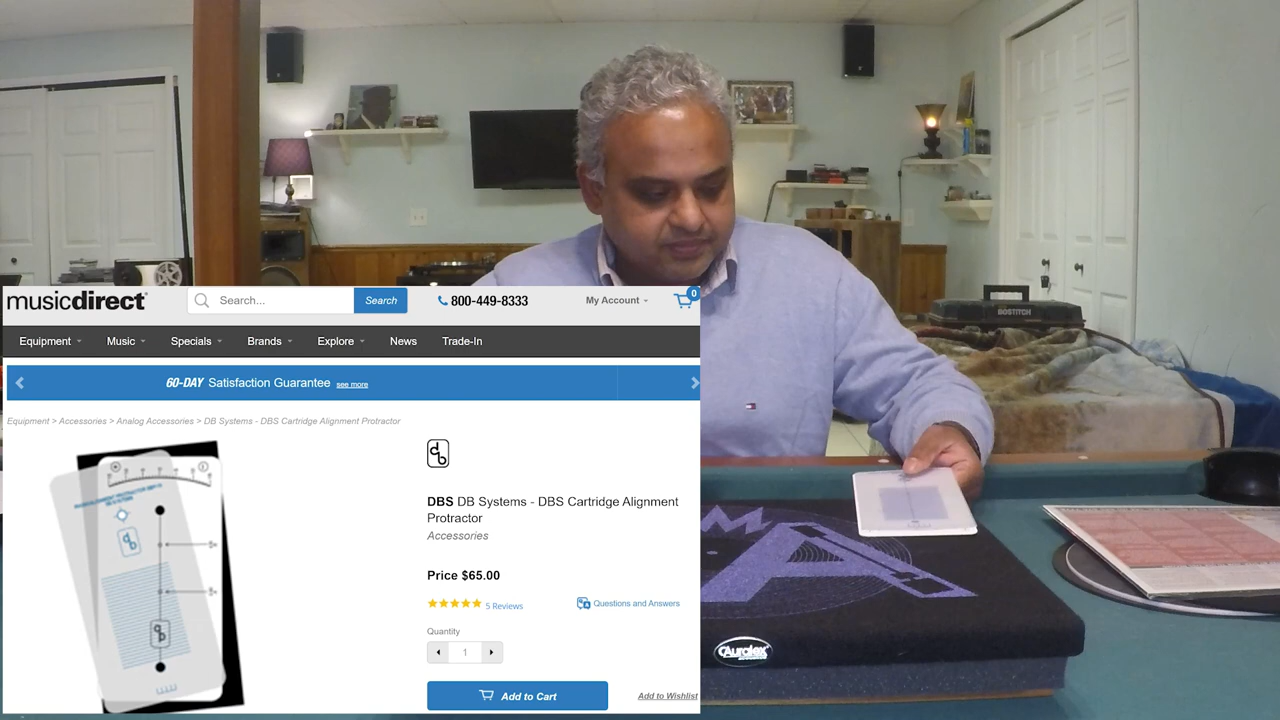 musicdirect
Search...
Search
800-449-8333
My Account
0
Equipment
Music
Specials
Brands
Explore
News
Trade-In
60-DAY Satisfaction Guarantee see more
Equipment > Accessories > Analog Accessories > DB Systems - DBS Cartridge Alignment Protractor
DBS DB Systems - DBS Cartridge Alignment
Protractor
Accessories
Price $65.00
5 Reviews
Questions and Answers
Quantity
1
Add to Cart
Add to Wishlist
BOSTITCH
Auralex